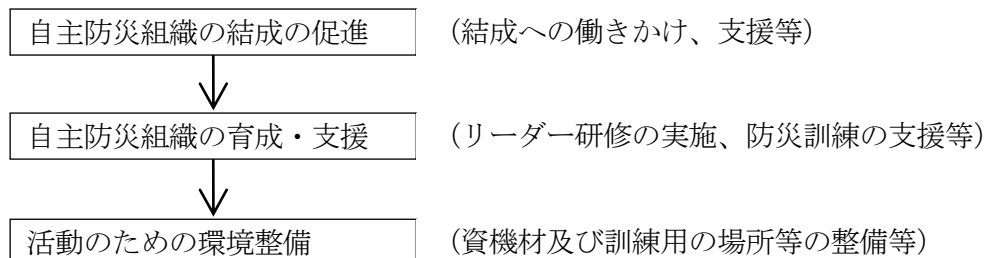 自主防災組織の結成の促進 (結成への働きかけ、支援等)
自主防災組織の育成・支援 (リーダー研修の実施、防災訓練の支援等)
活動のための環境整備 (資機材及び訓練用の場所等の整備等)